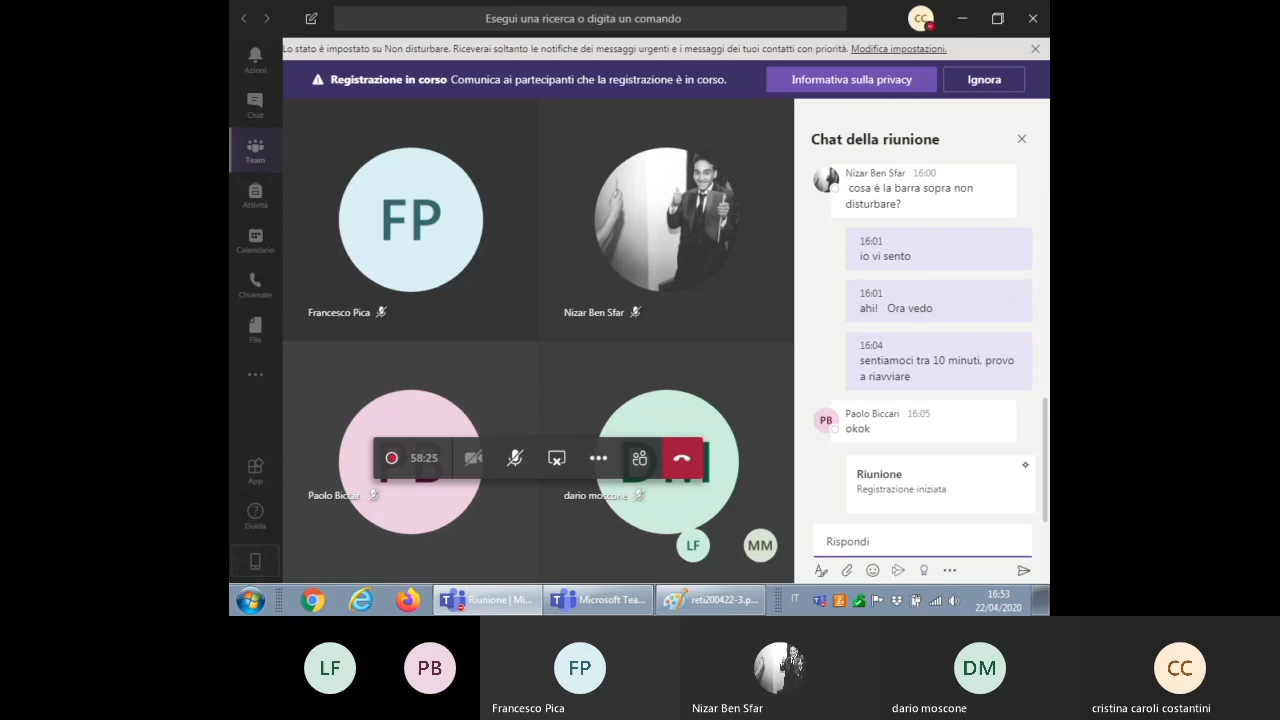 Esegui una ricerca o digita un comando
CC
Lo stato è impostato su Non disturbare. Riceverai soltanto le notifiche dei messaggi urgenti e i messaggi dei tuoi contatti con priorità. Modifica impostazioni.
Registrazione in corso Comunica ai partecipanti che la registrazione è in corso.
Informativa sulla privacy
Ignora
Azioni
Chat
Team
Attività
Calendario
Chiamate
File
App
Guida
FP
Francesco Pica
Nizar Ben Sfar
Paolo Biccari
dario moscone
58:25
LF
MM
Chat della riunione
Nizar Ben Sfar 16:00
cosa è la barra sopra non
disturbare?
16:01
io vi sento
16:01
ahi! Ora vedo
16:04
sentiamoci tra 10 minuti, provo
a riavviare
PB
Paolo Biccari 16:05
okok
Riunione
Registrazione iniziata
Rispondi
Riunione | Mi...
Microsoft Tea...
reti200422-3.p...
IT
16:53
22/04/2020
LF
PB
FP
DM
CC
Francesco Pica
Nizar Ben Sfar
dario moscone
cristina caroli costantini